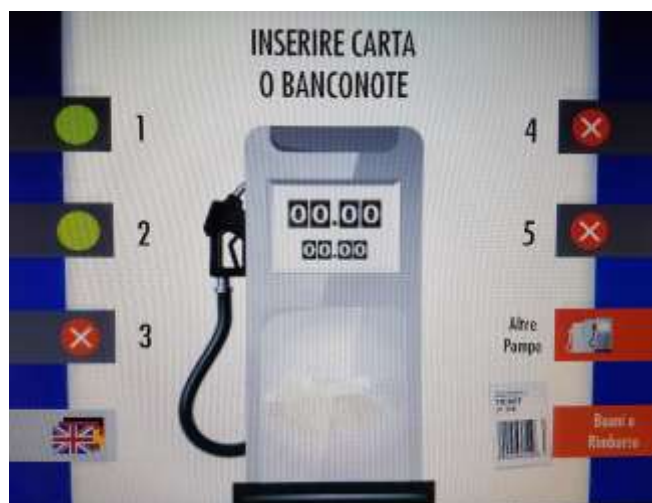 INSERIRE CARTA
O BANCONOTE
1
4
00.00
00.00
2
5
3
Altre
Pompe
Buoni e
Rimborso